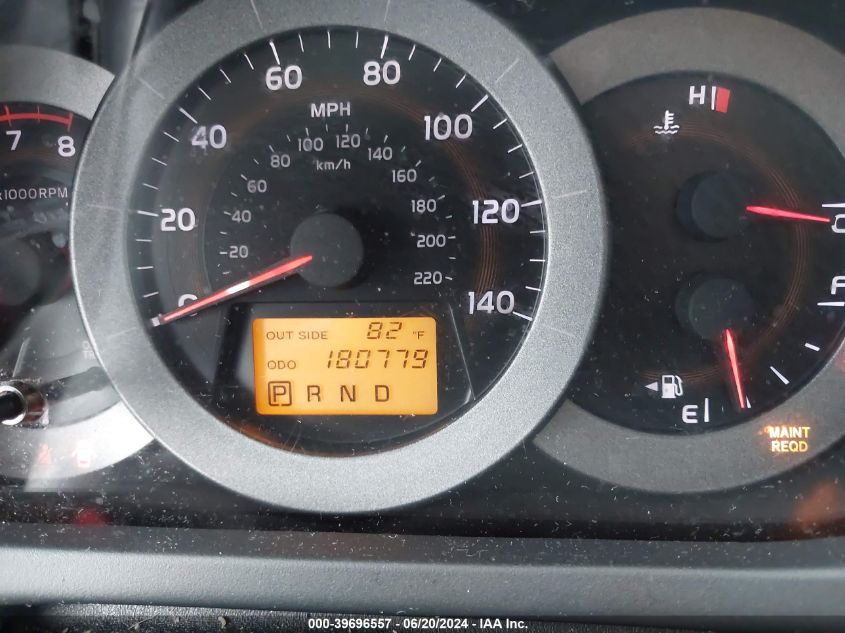 7 8
x1000RPM
0 20 40 60 80 100 120 140
MPH
20 40 60 80 100 120 140 160 180 200 220
km/h
OUT SIDE 82 °F
ODO 180779
P R N D
H
C
F
E
MAINT
REQD
000-39696557 - 06/20/2024 - IAA Inc.